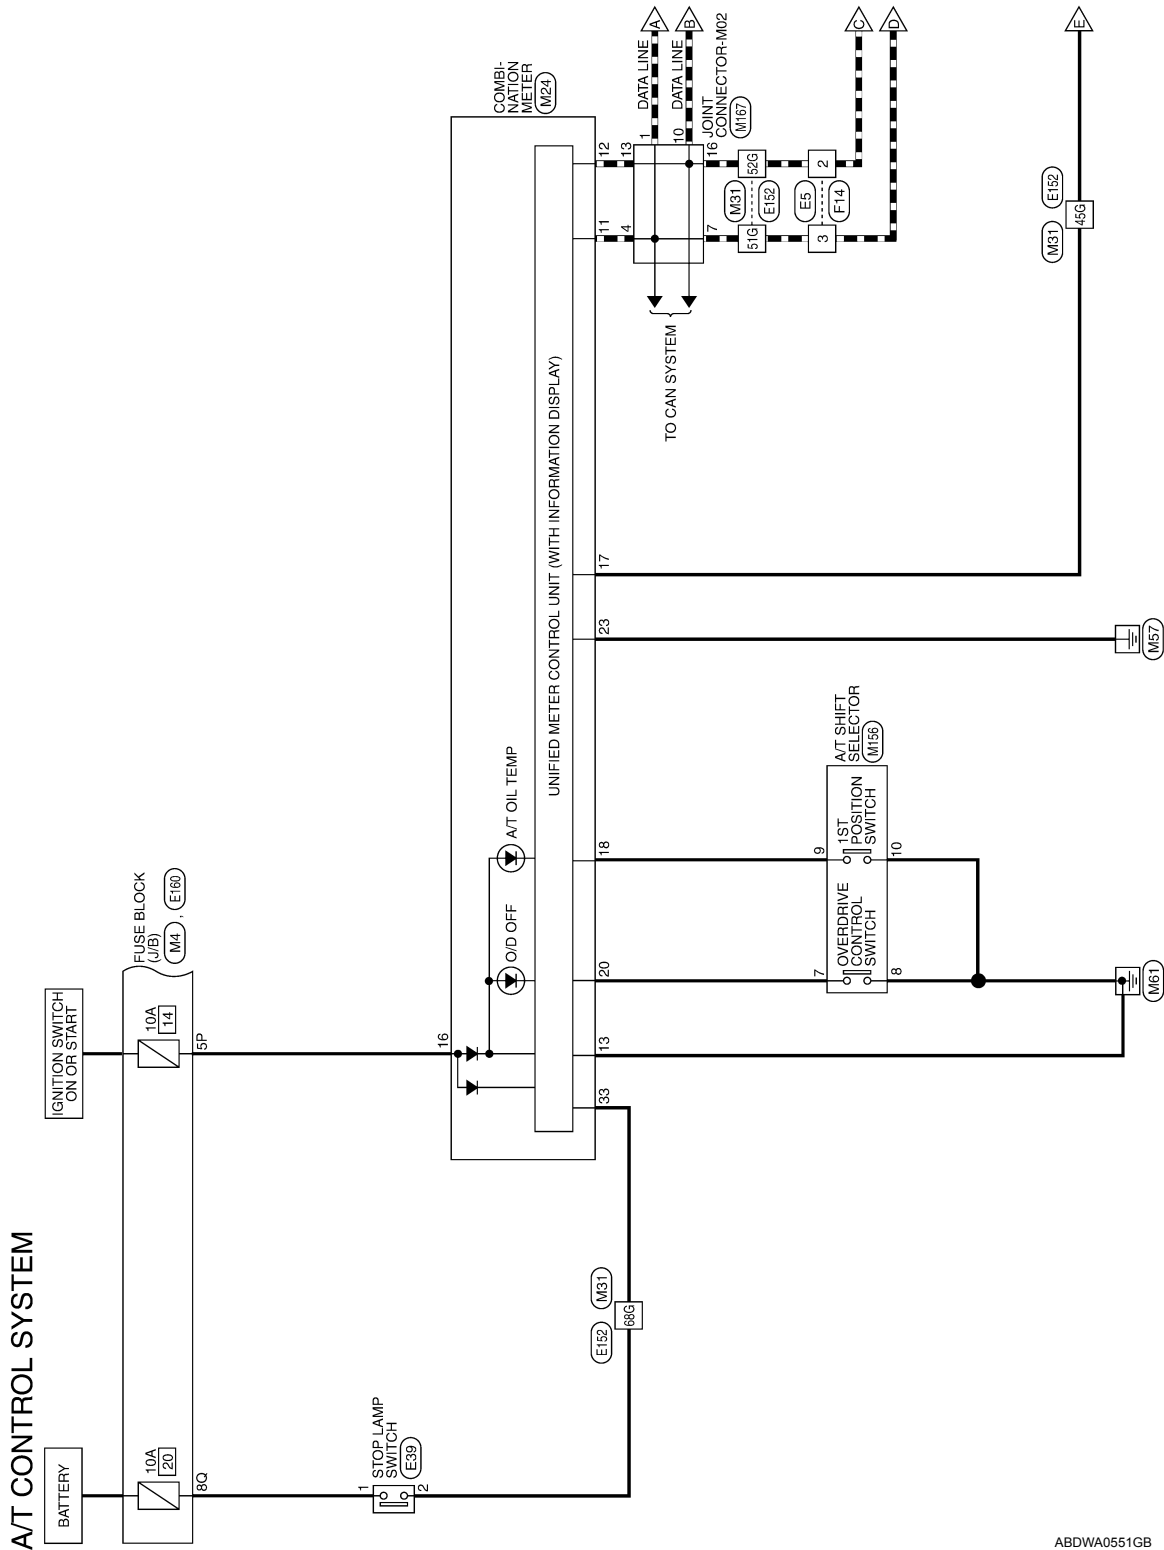 A/T CONTROL SYSTEM
BATTERY
IGNITION SWITCH
ON OR START
10A
20
10A
14
FUSE BLOCK
(J/B)
M4 , E160
8Q
5P
1
STOP LAMP
SWITCH
E39
2
COMBI-
NATION
METER
M24
16
O/D OFF
A/T OIL TEMP
UNIFIED METER CONTROL UNIT (WITH INFORMATION DISPLAY)
33
13
20
18
23
17
11
12
E152
68G
M31
4
13
1
DATA LINE
A
10
DATA LINE
B
JOINT
CONNECTOR-M02
M167
TO CAN SYSTEM
7
16
51G
M31
E152
52G
3
E5
F14
2
C
D
7
OVERDRIVE
CONTROL
SWITCH
8
9
1ST
POSITION
SWITCH
10
A/T SHIFT
SELECTOR
M156
M31
45G
E152
E
M61
M57
ABDWA0551GB